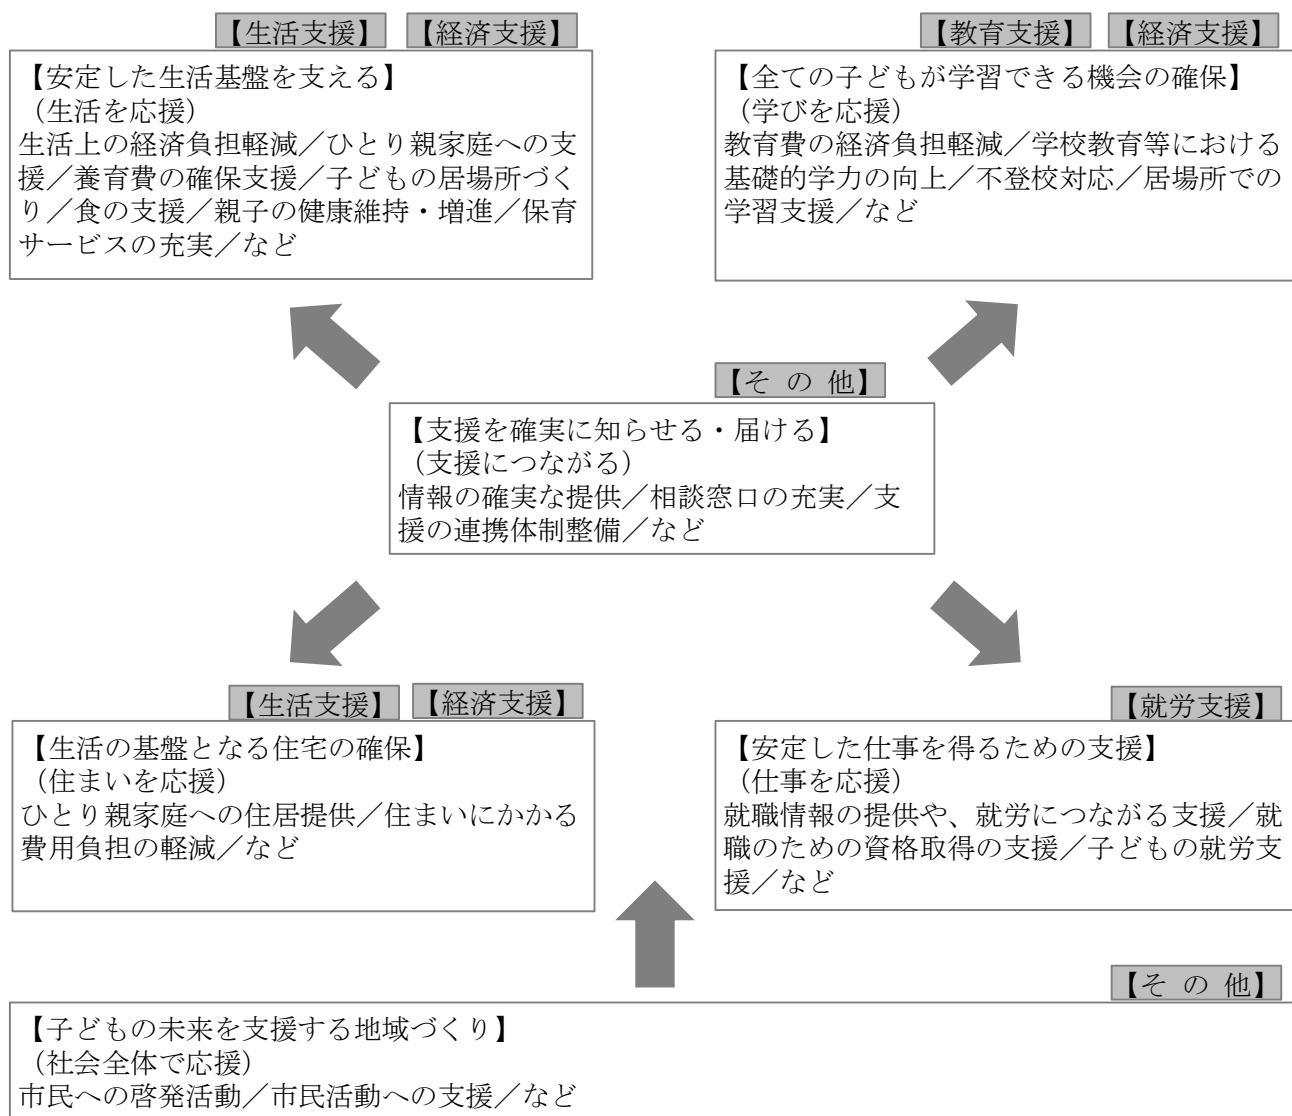 【生活支援】 【経済支援】
【安定した生活基盤を支える】
（生活を応援）
生活上の経済負担軽減／ひとり親家庭への支
援／養育費の確保支援／子どもの居場所づく
り／食の支援／親子の健康維持・増進／保育
サービスの充実／など
【教育支援】 【経済支援】
【全ての子どもが学習できる機会の確保】
（学びを応援）
教育費の経済負担軽減／学校教育等における
基礎的学力の向上／不登校対応／居場所での
学習支援／など
【そ の 他】
【支援を確実に知らせる・届ける】
（支援につながる）
情報の確実な提供／相談窓口の充実／支
援の連携体制整備／など
【生活支援】 【経済支援】
【生活の基盤となる住宅の確保】
（住まいを応援）
ひとり親家庭への住居提供／住まいにかかる
費用負担の軽減／など
【就労支援】
【安定した仕事を得るための支援】
（仕事を応援）
就職情報の提供や、就労につながる支援／就
職のための資格取得の支援／子どもの就労支
援／など
【そ の 他】
【子どもの未来を支援する地域づくり】
（社会全体で応援）
市民への啓発活動／市民活動への支援／など